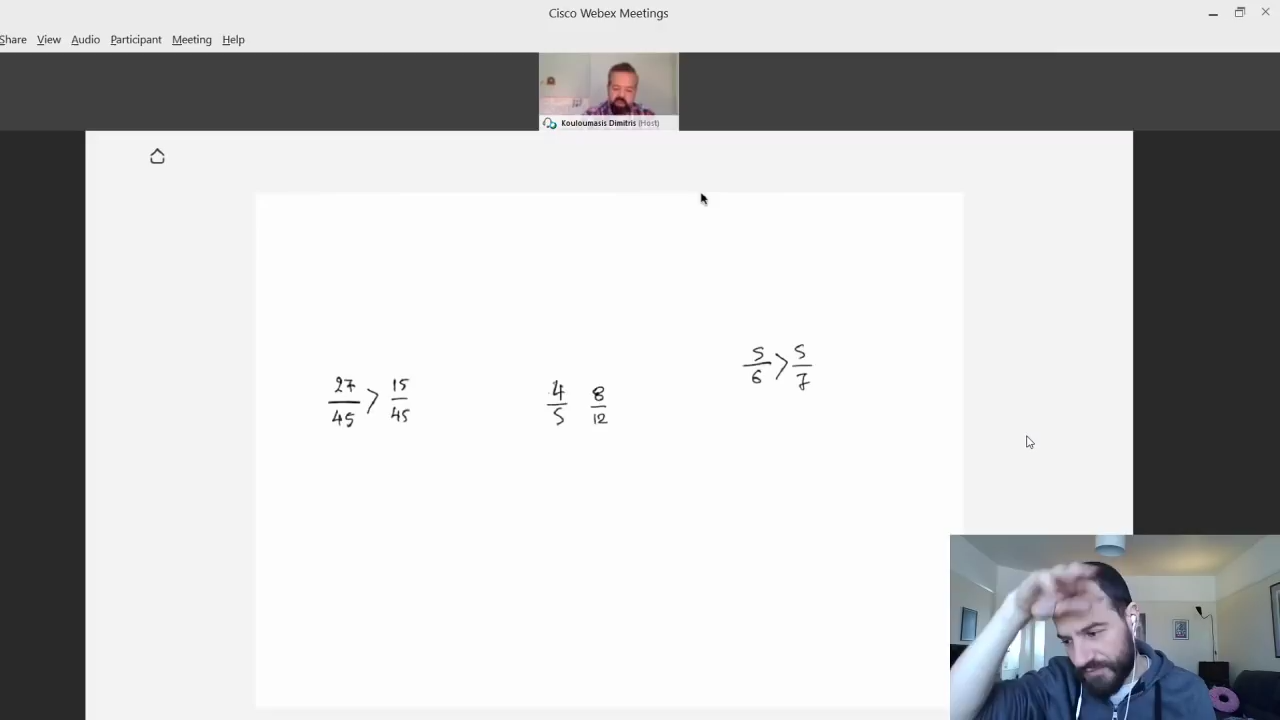 Cisco Webex Meetings
Share View Audio Participant Meeting Help
Kouloumasis Dimitris (Host)
5/6 > 5/7
27/45 > 15/45
4/5 8/12